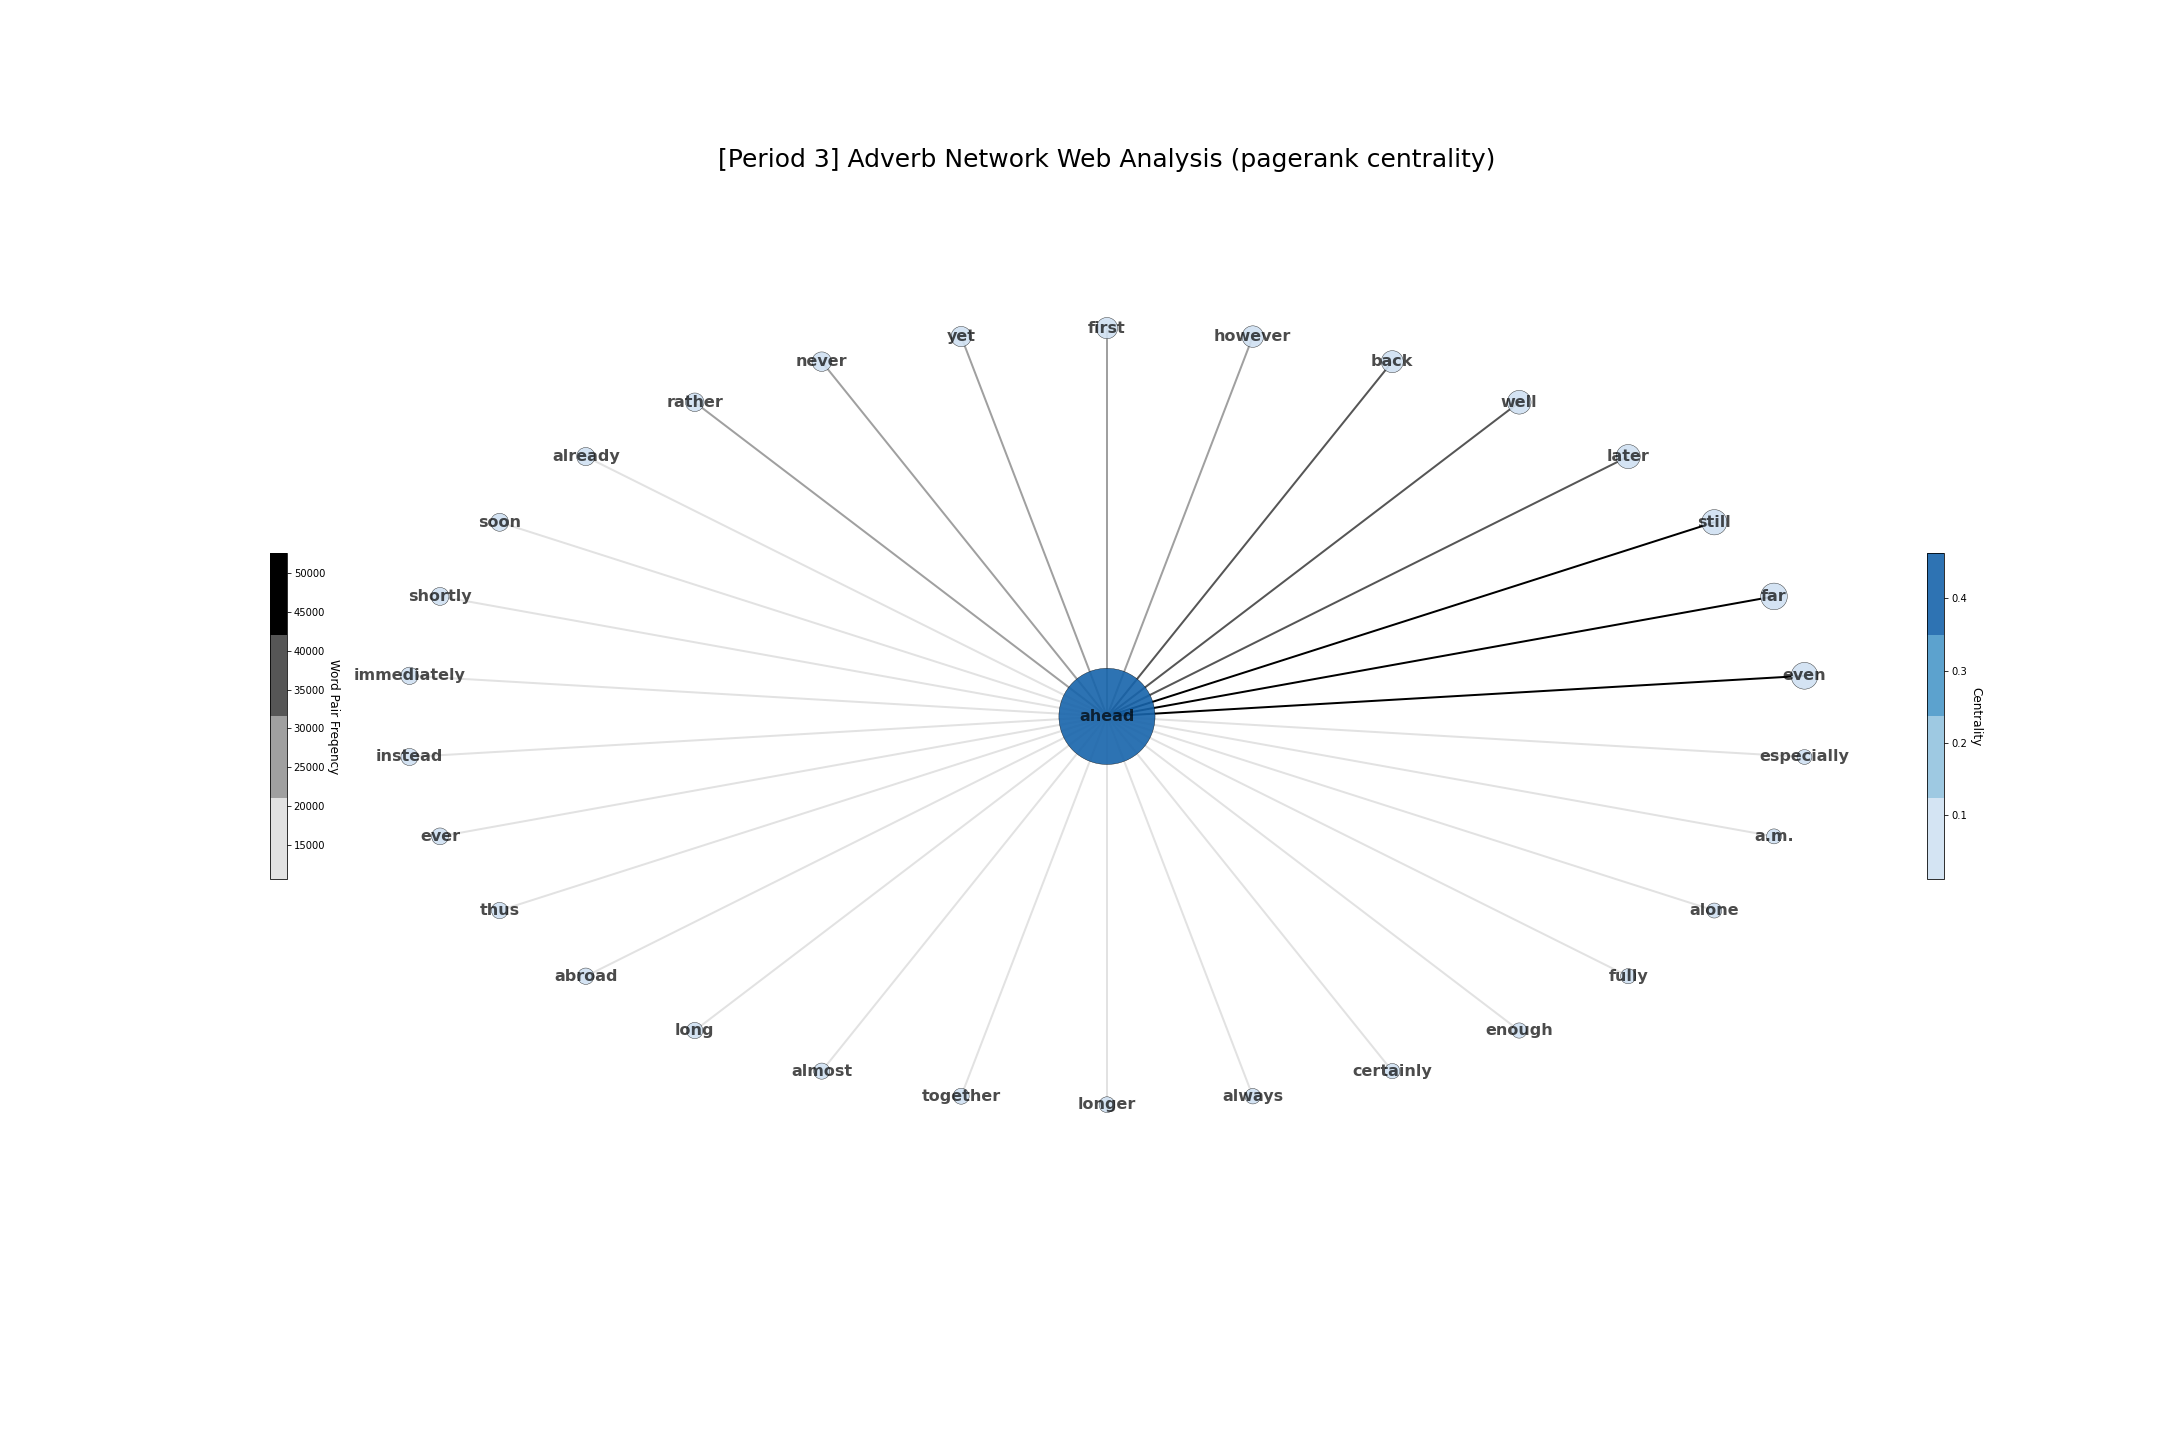 [Period 3] Adverb Network Web Analysis (pagerank centrality)
first
yet
however
never
back
rather
well
already
later
soon
still
shortly
far
immediately
even
ahead
instead
especially
ever
a.m.
thus
alone
abroad
fully
long
enough
almost
certainly
together
always
longer
50000
45000
40000
35000
30000
25000
20000
15000
Word Pair Freqency
0.4
0.3
0.2
0.1
Centrality